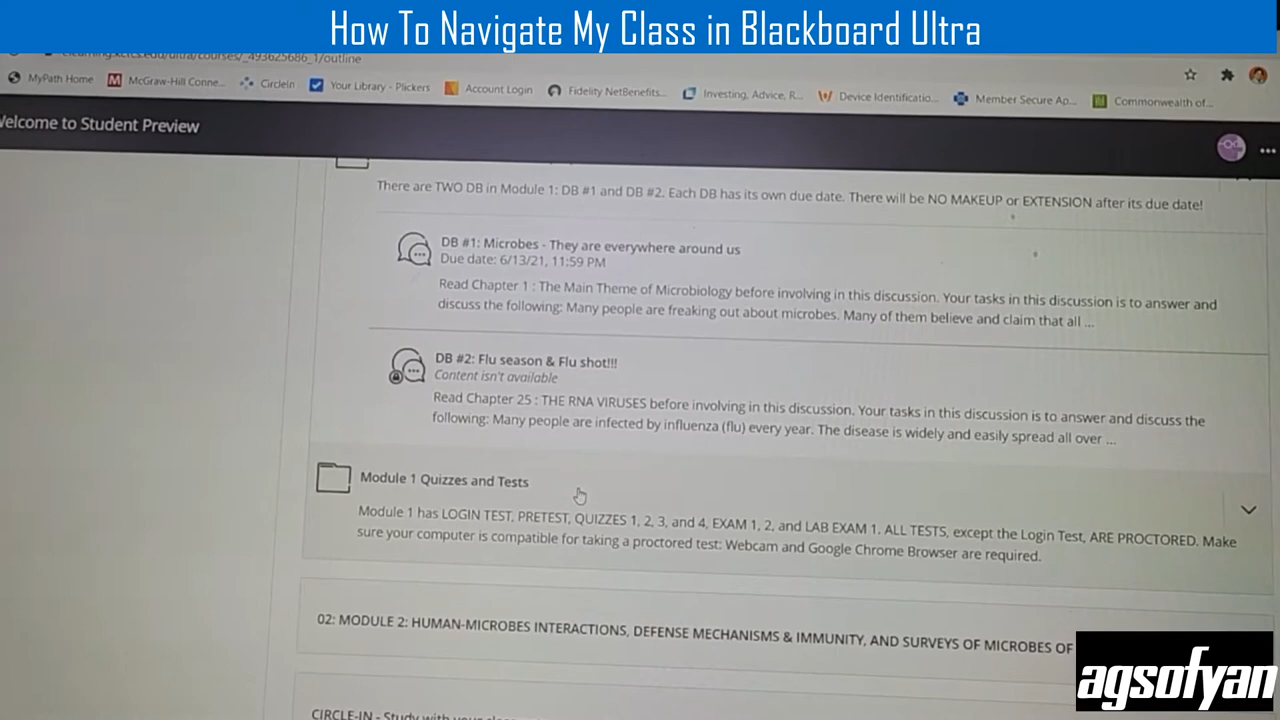 How To Navigate My Class in Blackboard Ultra
MyPath Home
McGraw-Hill Conne...
CircleIn
Your Library - Plickers
Account Login
Fidelity NetBenefits...
Investing, Advice, R...
Device Identificatio...
Member Secure Ap...
Commonwealth of...
Welcome to Student Preview
There are TWO DB in Module 1: DB #1 and DB #2. Each DB has its own due date. There will be NO MAKEUP or EXTENSION after its due date!
DB #1: Microbes - They are everywhere around us
Due date: 6/13/21, 11:59 PM
Read Chapter 1 : The Main Theme of Microbiology before involving in this discussion. Your tasks in this discussion is to answer and
discuss the following: Many people are freaking out about microbes. Many of them believe and claim that all ...
DB #2: Flu season & Flu shot!!!
Content isn't available
Read Chapter 25 : THE RNA VIRUSES before involving in this discussion. Your tasks in this discussion is to answer and discuss the
following: Many people are infected by influenza (flu) every year. The disease is widely and easily spread all over ...
Module 1 Quizzes and Tests
Module 1 has LOGIN TEST, PRETEST, QUIZZES 1, 2, 3, and 4, EXAM 1, 2, and LAB EXAM 1. ALL TESTS, except the Login Test, ARE PROCTORED. Make
sure your computer is compatible for taking a proctored test: Webcam and Google Chrome Browser are required.
02: MODULE 2: HUMAN-MICROBES INTERACTIONS, DEFENSE MECHANISMS & IMMUNITY, AND SURVEYS OF MICROBES OF
CIRCLE-IN - Study with your
agsofyan